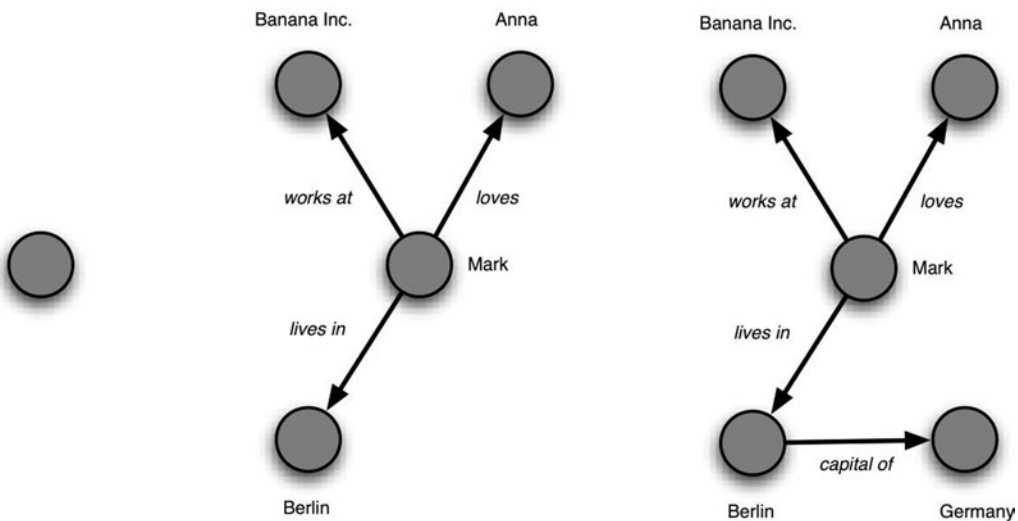 Banana Inc.
Anna
works at
loves
Mark
lives in
Berlin
Banana Inc.
Anna
works at
loves
Mark
lives in
capital of
Berlin
Germany